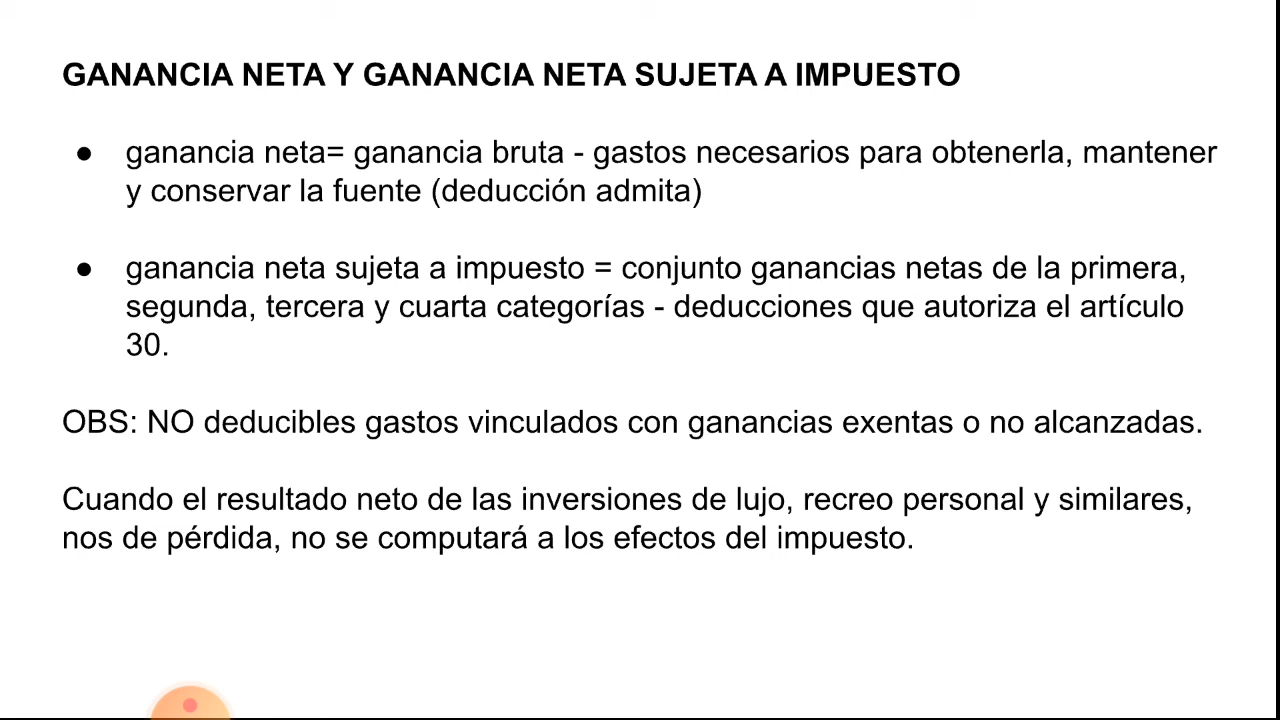 GANANCIA NETA Y GANANCIA NETA SUJETA A IMPUESTO
● ganancia neta= ganancia bruta - gastos necesarios para obtenerla, mantener
y conservar la fuente (deducción admita)
● ganancia neta sujeta a impuesto = conjunto ganancias netas de la primera,
segunda, tercera y cuarta categorías - deducciones que autoriza el artículo
30.
OBS: NO deducibles gastos vinculados con ganancias exentas o no alcanzadas.
Cuando el resultado neto de las inversiones de lujo, recreo personal y similares,
nos de pérdida, no se computará a los efectos del impuesto.